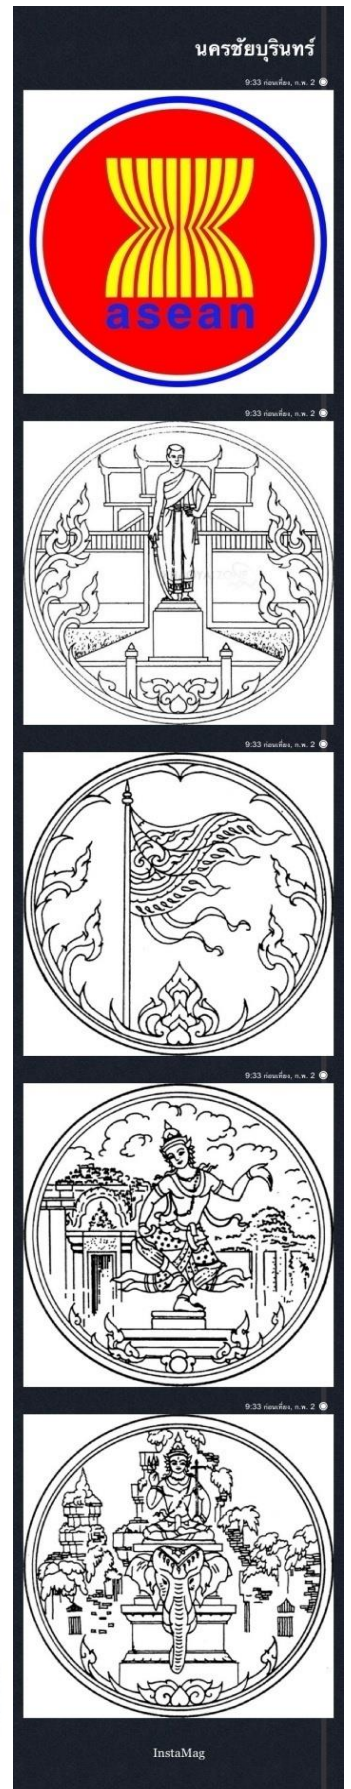 นครชัยบุรินทร์
9:33 ก่อนเที่ยง, ก.พ. 2
asean
9:33 ก่อนเที่ยง, ก.พ. 2
9:33 ก่อนเที่ยง, ก.พ. 2
9:33 ก่อนเที่ยง, ก.พ. 2
9:33 ก่อนเที่ยง, ก.พ. 2
InstaMag